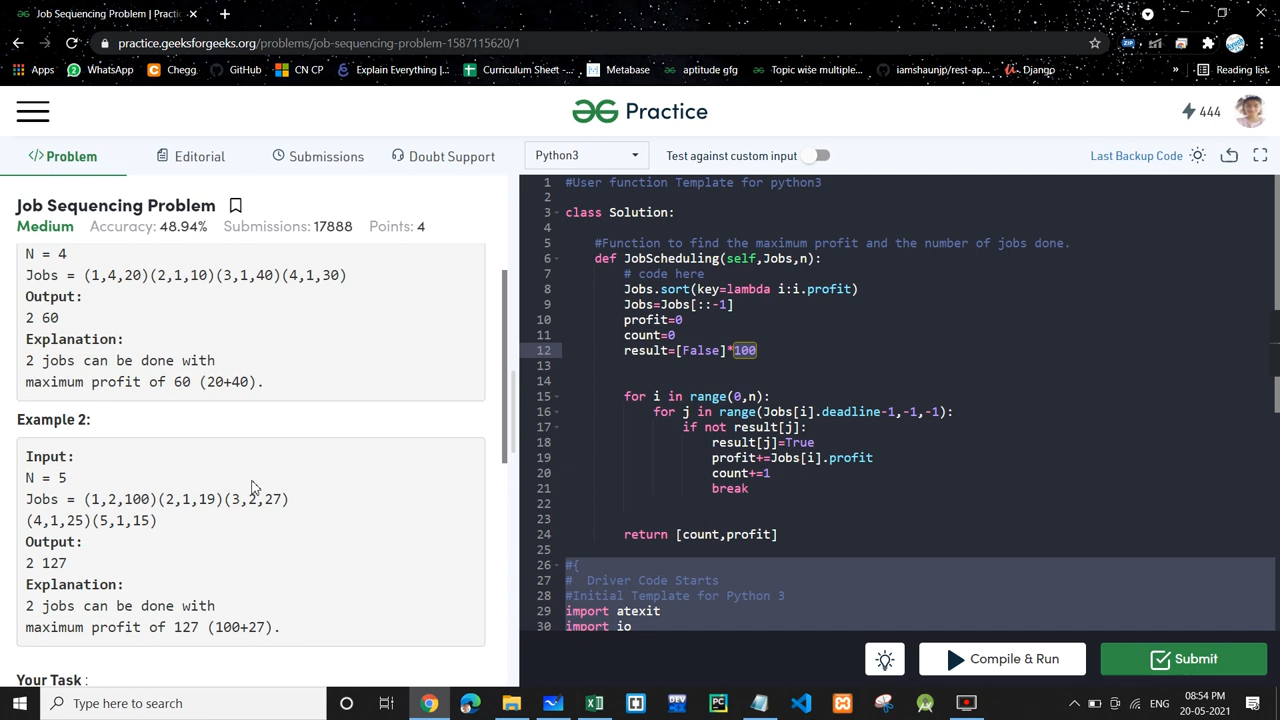 Job Sequencing Problem | Practic
practice.geeksforgeeks.org/problems/job-sequencing-problem-1587115620/1
Apps
WhatsApp
Chegg
GitHub
CN CP
Explain Everything |...
Curriculum Sheet -...
Metabase
aptitude gfg
Topic wise multiple...
iamshaunjp/rest-ap...
Django
»
Reading list
Practice
444
</> Problem
Editorial
Submissions
Doubt Support
Python3
Test against custom input
Last Backup Code
Job Sequencing Problem
Medium Accuracy: 48.94% Submissions: 17888 Points: 4
N = 4
Jobs = (1,4,20)(2,1,10)(3,1,40)(4,1,30)
Output:
2 60
Explanation:
2 jobs can be done with
maximum profit of 60 (20+40).
Example 2:
Input:
N = 5
Jobs = (1,2,100)(2,1,19)(3,2,27)
(4,1,25)(5,1,15)
Output:
2 127
Explanation:
2 jobs can be done with
maximum profit of 127 (100+27).
Your Task :
1 #User function Template for python3
2
3 class Solution:
4
5 #Function to find the maximum profit and the number of jobs done.
6 def JobScheduling(self,Jobs,n):
7 # code here
8 Jobs.sort(key=lambda i:i.profit)
9 Jobs=Jobs[::-1]
10 profit=0
11 count=0
12 result=[False]*100
13
14
15 for i in range(0,n):
16 for j in range(Jobs[i].deadline-1,-1,-1):
17 if not result[j]:
18 result[j]=True
19 profit+=Jobs[i].profit
20 count+=1
21 break
22
23
24 return [count,profit]
25
26 #{
27 # Driver Code Starts
28 #Initial Template for Python 3
29 import atexit
30 import io
Compile & Run
Submit
Type here to search
ENG
08:54 PM
20-05-2021